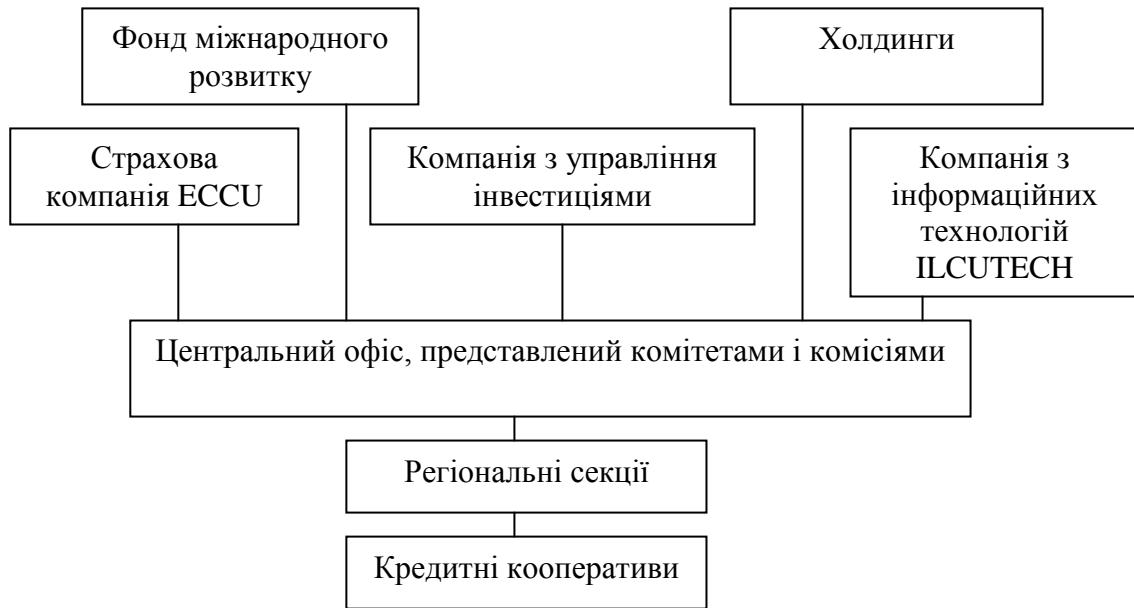 Фонд міжнародного
розвитку
Холдинги
Страхова
компанія ECCU
Компанія з управління
інвестиціями
Компанія з
інформаційних
технологій
ILCUTECH
Центральний офіс, представлений комітетами і комісіями
Регіональні секції
Кредитні кооперативи